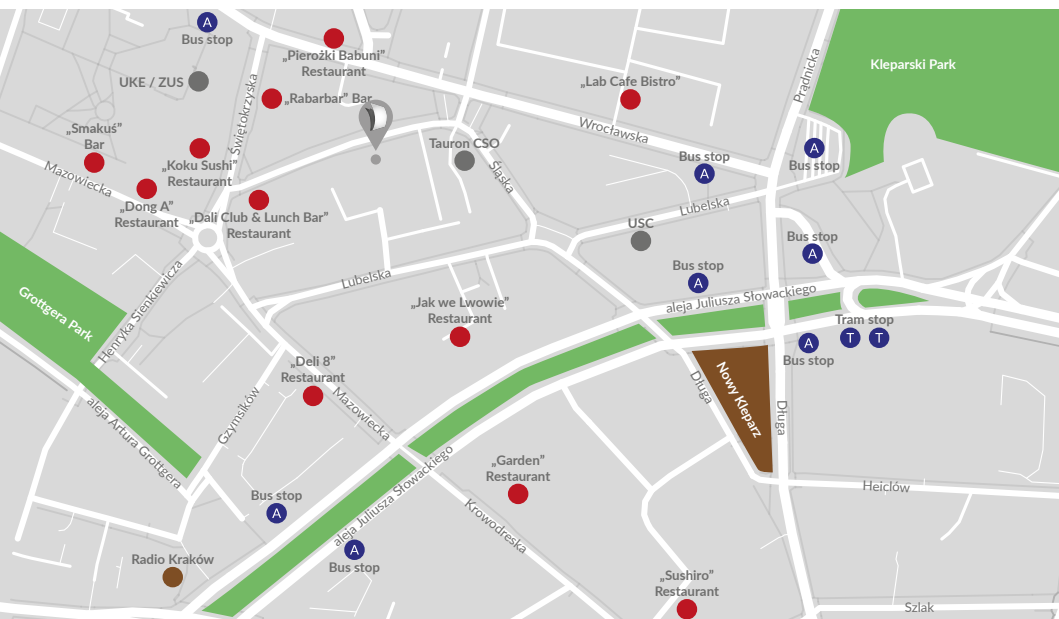 A
Bus stop
„Pierożki Babuni”
Restaurant
Kleparski Park
UKE / ZUS
„Rabarbar” Bar
„Lab Cafe Bistro”
Prądnicka
Świętokrzyska
Wrocławska
„Smakuś”
Bar
Mazowiecka
„Koku Sushi”
Restaurant
Tauron CSO
Śląska
Bus stop
A
A
Bus stop
„Dong A”
Restaurant
„Dali Club & Lunch Bar”
Restaurant
Lubelska
USC
Bus stop
A
Henryka Sienkiewicza
Lubelska
Bus stop
A
aleja Juliusza Słowackiego
Grottgera Park
„Jak we Lwowie”
Restaurant
Tram stop
T
T
A
Bus stop
„Deli 8”
Restaurant
Mazowiecka
Gzymsików
Długa
Nowy Kleparz
Długa
aleja Artura Grottgera
aleja Juliusza Słowackiego
„Garden”
Restaurant
Heiclów
Bus stop
A
Krowodreska
A
Bus stop
Radio Kraków
„Sushiro”
Restaurant
Szlak